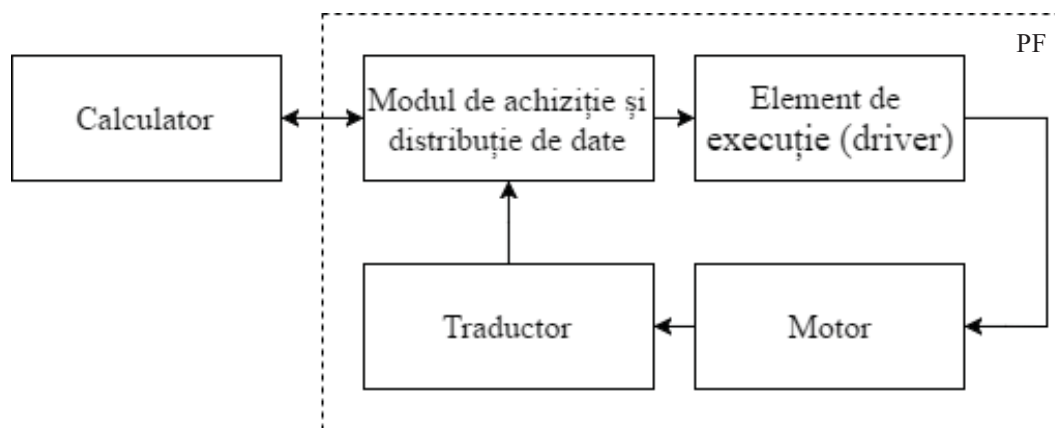 PF
Calculator
Modul de achiziție și
distribuție de date
Element de
execuție (driver)
Traductor
Motor